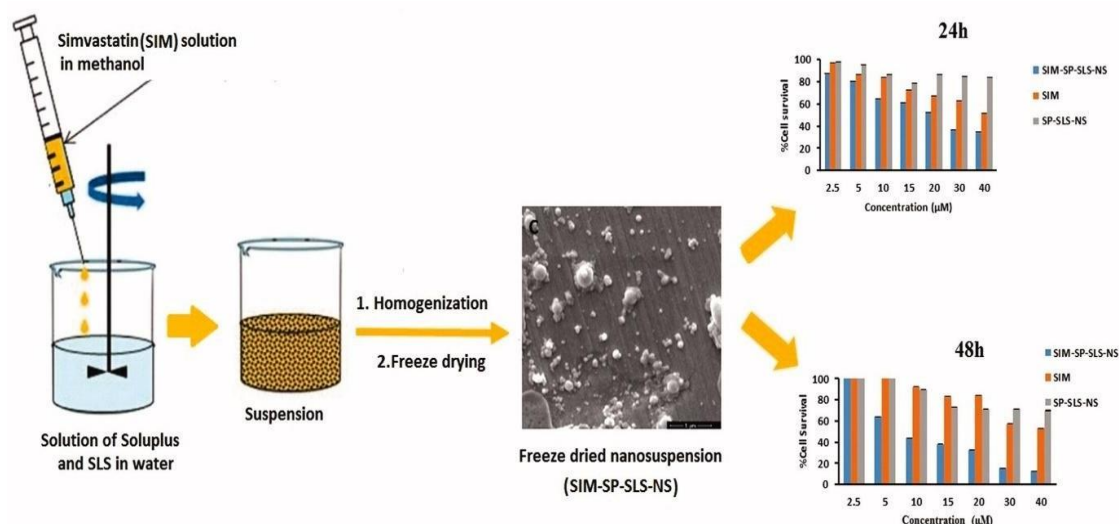 Simvastatin(SIM) solution
in methanol
Solution of Soluplus
and SLS in water
Suspension
1. Homogenization
2.Freeze drying
C
1 µm
Freeze dried nanosuspension
(SIM-SP-SLS-NS)
24h
100
80
60
40
20
0
%Cell survival
2.5 5 10 15 20 30 40
Concentration (µM)
SIM-SP-SLS-NS
SIM
SP-SLS-NS
48h
100
80
60
40
20
0
%Cell Survival
2.5 5 10 15 20 30 40
Concentration (µM)
SIM-SP-SLS-NS
SIM
SP-SLS-NS